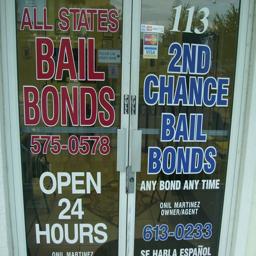 ALL STATES'
BAIL
BONDS
575-0578
OPEN
24
HOURS
ONIL MARTINEZ
113
2ND
CHANCE
BAIL
BONDS
ANY BOND ANY TIME
ONIL MARTINEZ
OWNER/AGENT
613-0233
SE HABLA ESPAÑOL